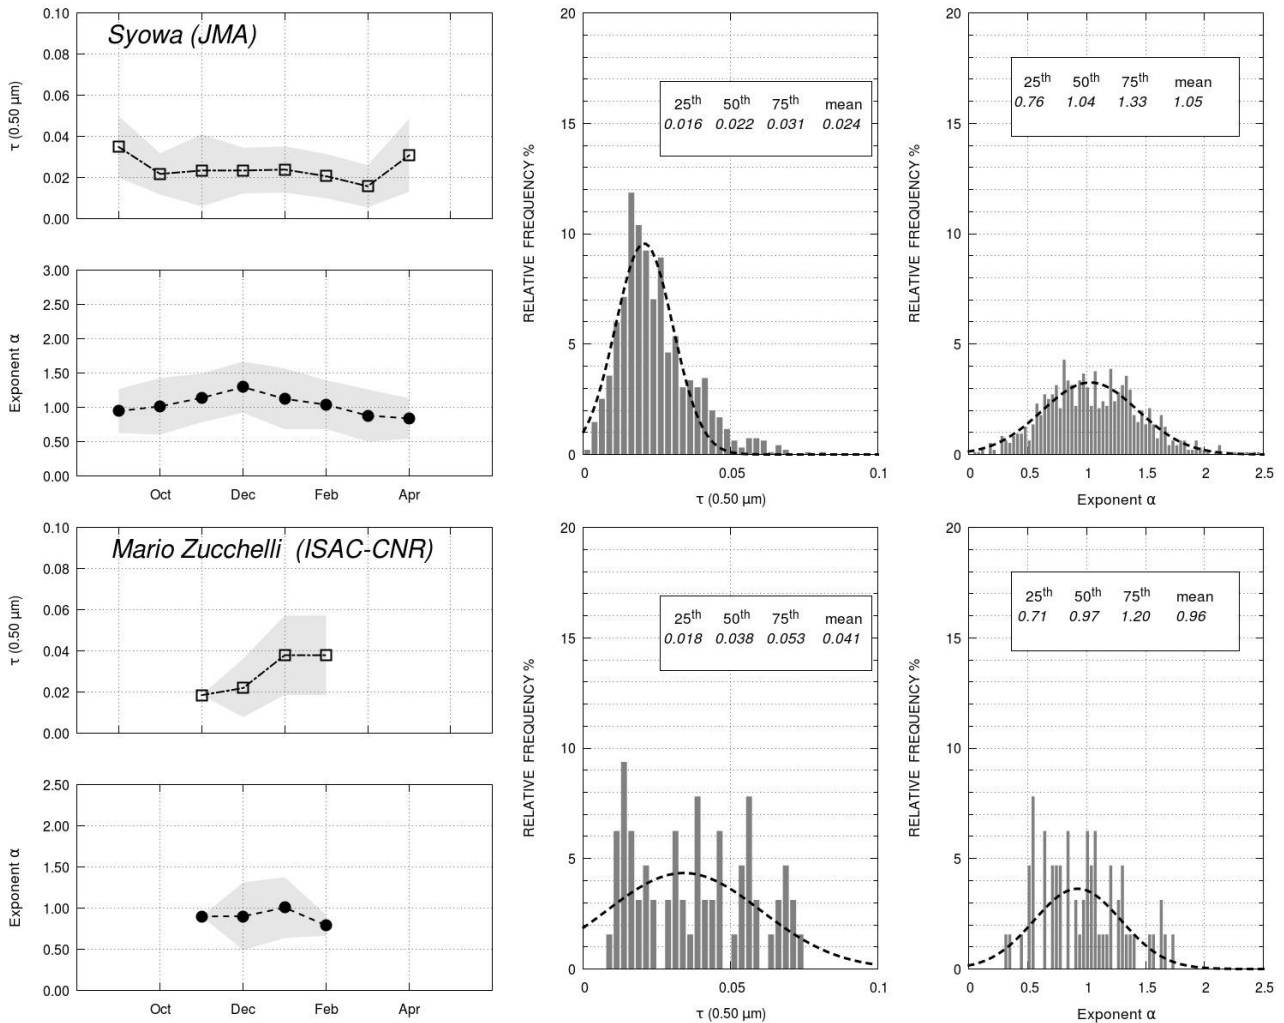 Syowa (JMA)
τ (0.50 µm)
0.10
0.08
0.06
0.04
0.02
0.00
Exponent α
3.00
2.50
2.00
1.50
1.00
0.50
0.00
Oct Dec Feb Apr
RELATIVE FREQUENCY %
20
15
10
5
0
25th 50th 75th mean
0.016 0.022 0.031 0.024
0 0.05 0.1
τ (0.50 µm)
RELATIVE FREQUENCY %
20
15
10
5
0
25th 50th 75th mean
0.76 1.04 1.33 1.05
0 0.5 1 1.5 2 2.5
Exponent α
Mario Zucchelli (ISAC-CNR)
τ (0.50 µm)
0.10
0.08
0.06
0.04
0.02
0.00
Exponent α
2.50
2.00
1.50
1.00
0.50
0.00
Oct Dec Feb Apr
RELATIVE FREQUENCY %
20
15
10
5
0
25th 50th 75th mean
0.018 0.038 0.053 0.041
0 0.05 0.1
τ (0.50 µm)
RELATIVE FREQUENCY %
20
15
10
5
0
25th 50th 75th mean
0.71 0.97 1.20 0.96
0 0.5 1 1.5 2 2.5
Exponent α